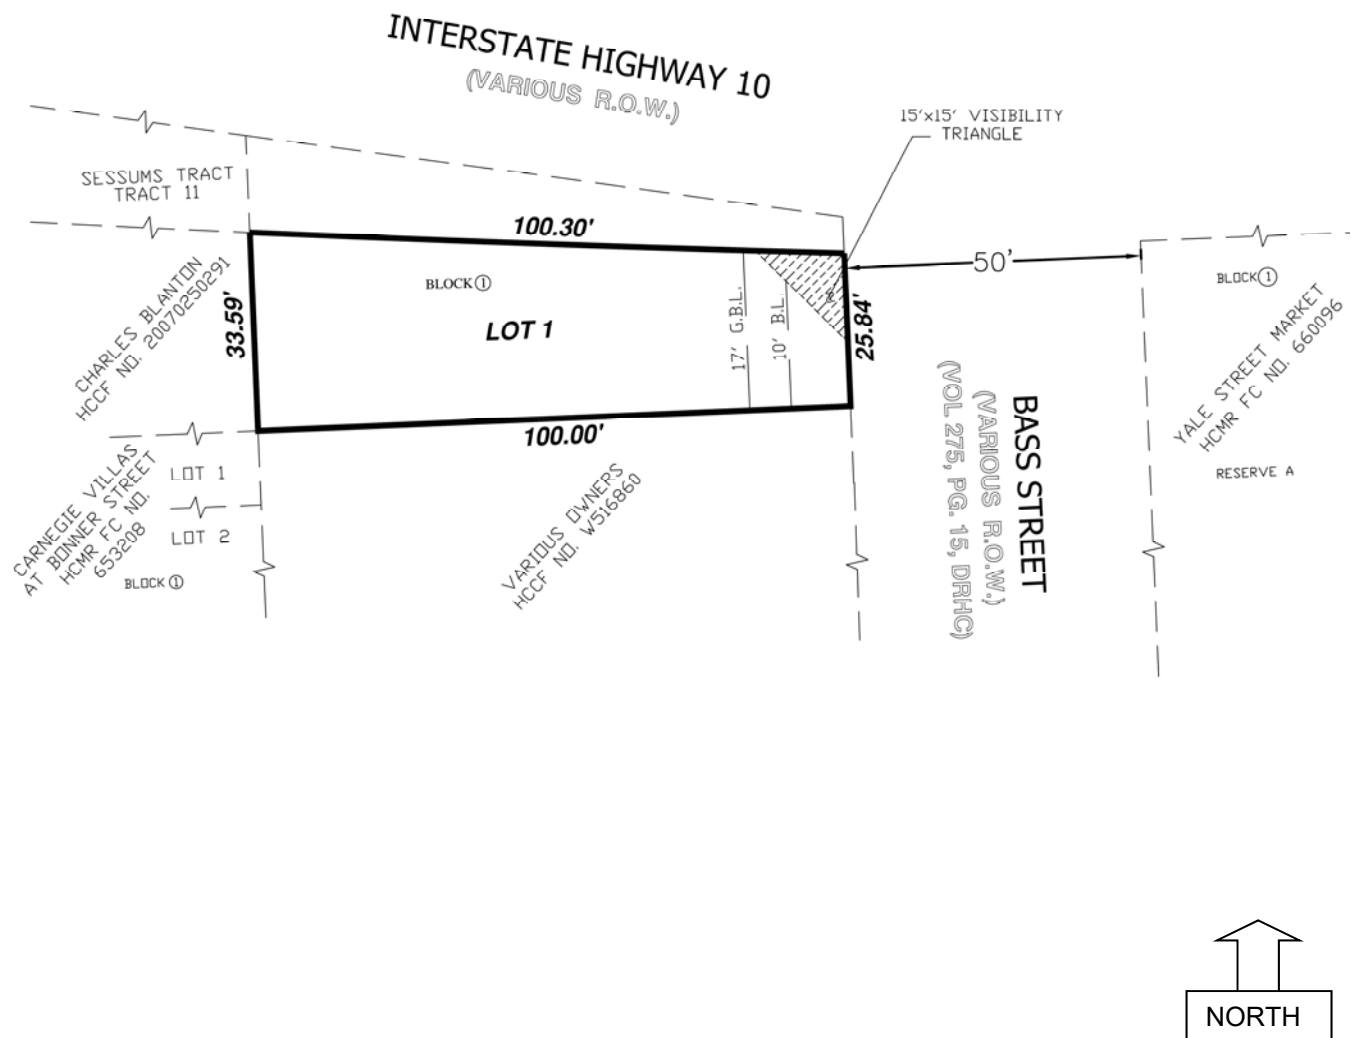 INTERSTATE HIGHWAY 10
(VARIOUS R.O.W.)
15'x15' VISIBILITY
TRIANGLE
SESSUMS TRACT
TRACT 11
100.30'
50'
BLOCK 1
BLOCK 1
CHARLES BLANTON
HCCF NO. 20070250291
33.59'
LOT 1
17' G.B.L.
10' B.L.
25.84'
YALE STREET MARKET
HCMR FC NO. 660096
RESERVE A
BASS STREET
(VARIOUS R.O.W.)
(VOL 275, PG. 15, DRHC)
100.00'
CARNEGIE VILLAS
AT BONNER STREET
HCMR FC NO.
653208
LOT 1
LOT 2
BLOCK 1
VARIOUS OWNERS
HCCF NO. W516860
NORTH